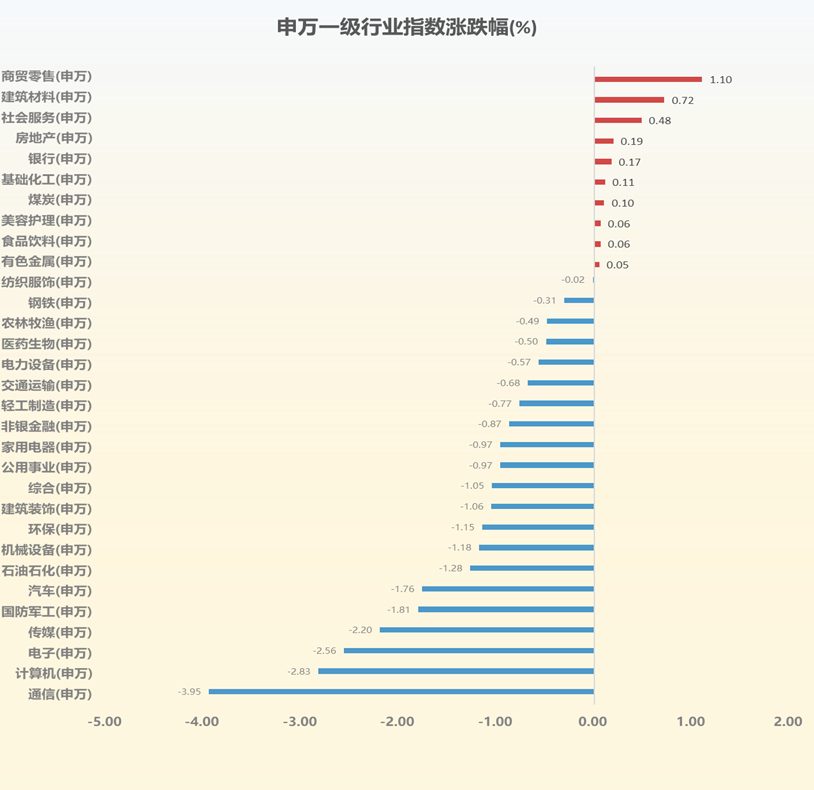 申万一级行业指数涨跌幅(%)
商贸零售(申万) 1.10
建筑材料(申万) 0.72
社会服务(申万) 0.48
房地产(申万) 0.19
银行(申万) 0.17
基础化工(申万) 0.11
煤炭(申万) 0.10
美容护理(申万) 0.06
食品饮料(申万) 0.06
有色金属(申万) 0.05
纺织服饰(申万) -0.02
钢铁(申万) -0.31
农林牧渔(申万) -0.49
医药生物(申万) -0.50
电力设备(申万) -0.57
交通运输(申万) -0.68
轻工制造(申万) -0.77
非银金融(申万) -0.87
家用电器(申万) -0.97
公用事业(申万) -0.97
综合(申万) -1.05
建筑装饰(申万) -1.06
环保(申万) -1.15
机械设备(申万) -1.18
石油石化(申万) -1.28
汽车(申万) -1.76
国防军工(申万) -1.81
传媒(申万) -2.20
电子(申万) -2.56
计算机(申万) -2.83
通信(申万) -3.95
-5.00 -4.00 -3.00 -2.00 -1.00 0.00 1.00 2.00